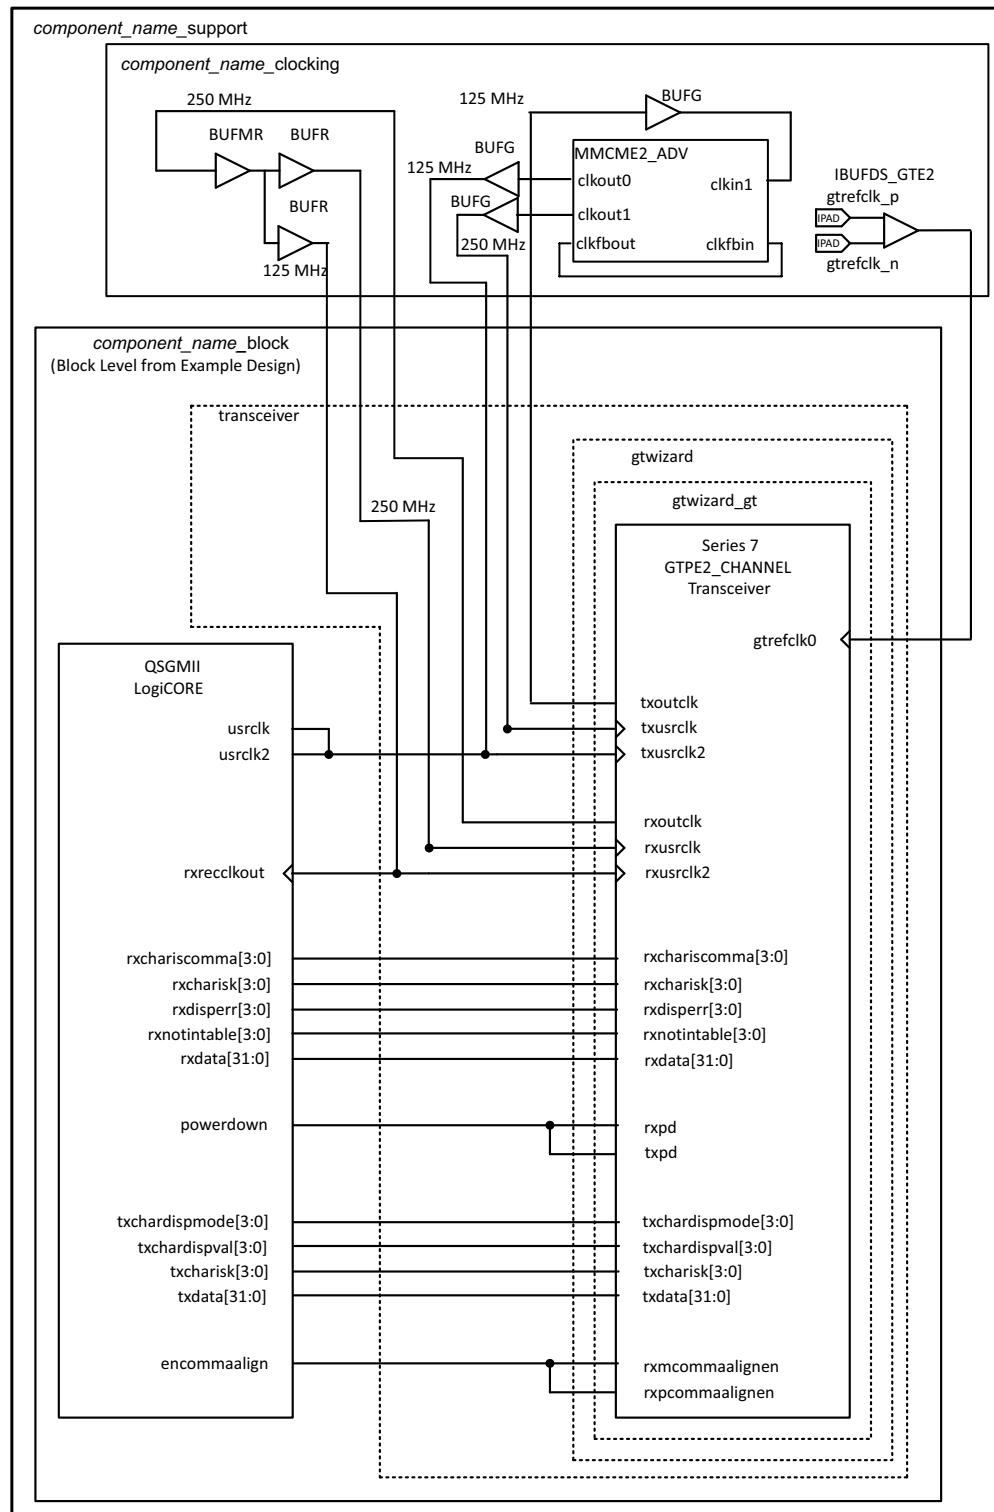 component_name_support
component_name_clocking
250 MHz
BUFMR
BUFR
BUFR
125 MHz
125 MHz
BUFG
BUFG
125 MHz
BUFG
250 MHz
MMCME2_ADV
clkout0
clkin1
clkout1
clkfbout
clkfbin
IBUFDS_GTE2
gtrefclk_p
IPAD
IPAD
gtrefclk_n
component_name_block
(Block Level from Example Design)
transceiver
gtwizard
gtwizard_gt
250 MHz
Series 7
GTPE2_CHANNEL
Transceiver
gtrefclk0
QSGMII
LogiCORE
usrclk
usrclk2
rxrecclkout
rxchariscomma[3:0]
rxcharisk[3:0]
rxdisperr[3:0]
rxnotintable[3:0]
rxdata[31:0]
powerdown
txchardispmode[3:0]
txchardispval[3:0]
txcharisk[3:0]
txdata[31:0]
encommaalign
txoutclk
txusrclk
txusrclk2
rxoutclk
rxusrclk
rxusrclk2
rxchariscomma[3:0]
rxcharisk[3:0]
rxdisperr[3:0]
rxnotintable[3:0]
rxdata[31:0]
rxpd
txpd
txchardispmode[3:0]
txchardispval[3:0]
txcharisk[3:0]
txdata[31:0]
rxmcommaalignen
rxpcommaalignen